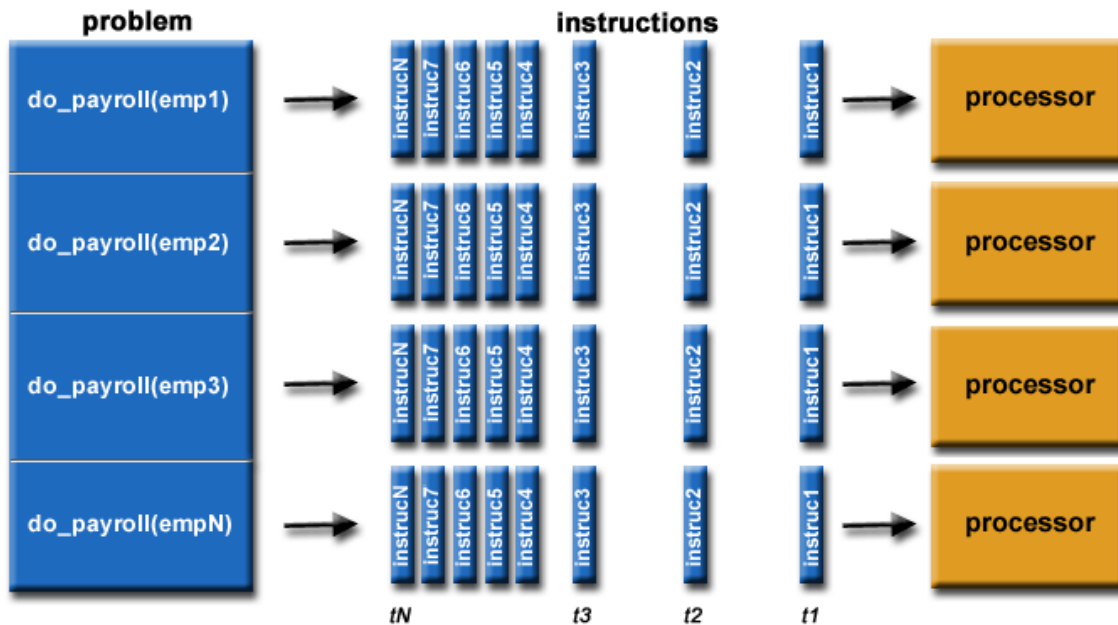 problem
instructions
do_payroll(emp1)
instrucN
instruc7
instruc6
instruc5
instruc4
instruc3
instruc2
instruc1
processor
do_payroll(emp2)
instrucN
instruc7
instruc6
instruc5
instruc4
instruc3
instruc2
instruc1
processor
do_payroll(emp3)
instrucN
instruc7
instruc6
instruc5
instruc4
instruc3
instruc2
instruc1
processor
do_payroll(empN)
instrucN
instruc7
instruc6
instruc5
instruc4
instruc3
instruc2
instruc1
processor
tN
t3
t2
t1